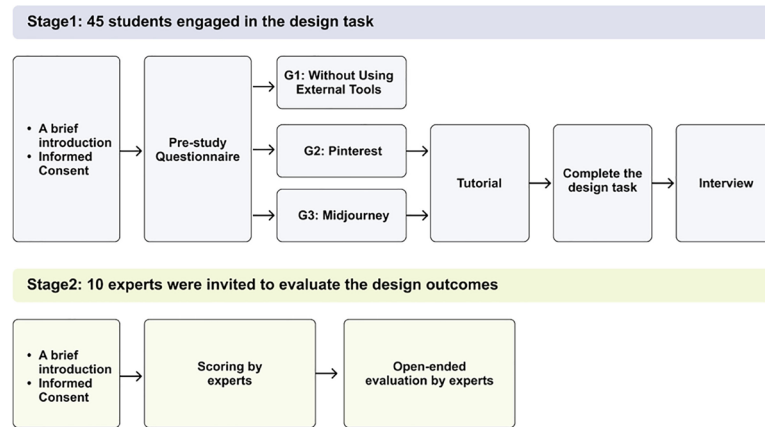 Stage1: 45 students engaged in the design task
• A brief
introduction
• Informed
Consent
Pre-study
Questionnaire
G1: Without Using
External Tools
G2: Pinterest
G3: Midjourney
Tutorial
Complete the
design task
Interview
Stage2: 10 experts were invited to evaluate the design outcomes
• A brief
introduction
• Informed
Consent
Scoring by
experts
Open-ended
evaluation by experts